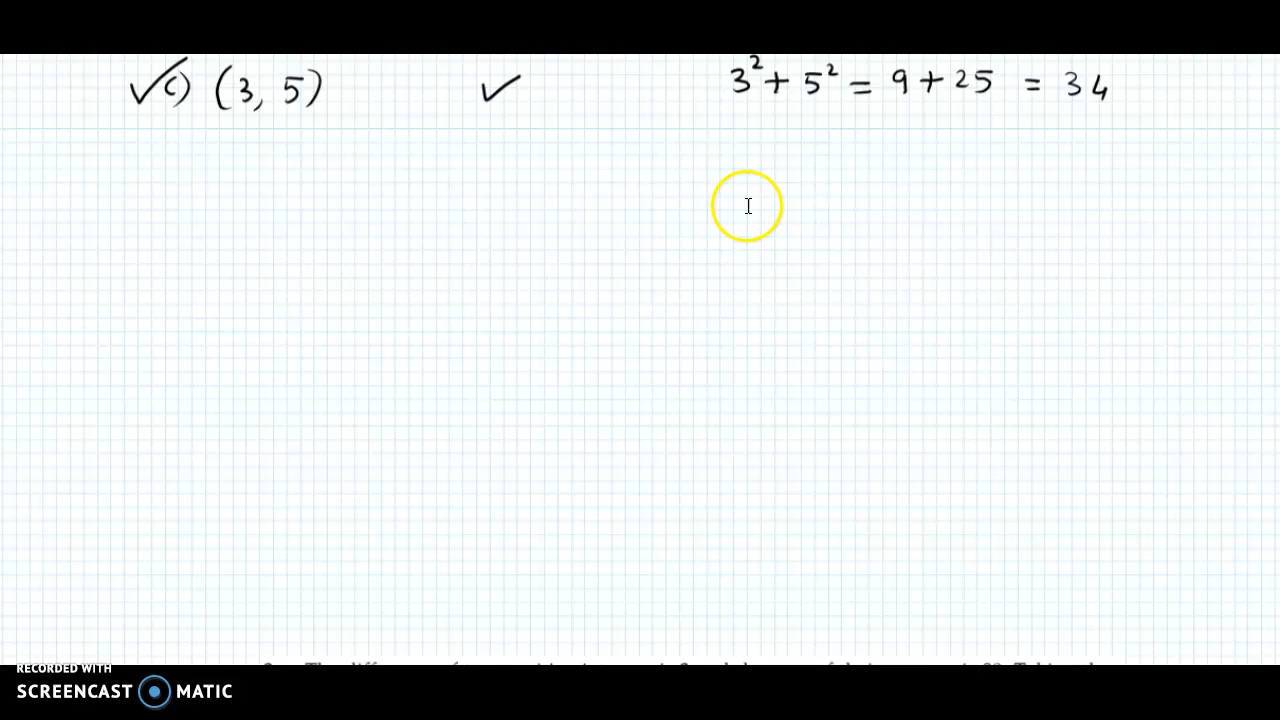 ✓ c) (3, 5) ✓ 3² + 5² = 9 + 25 = 34
RECORDED WITH
SCREENCAST MATIC